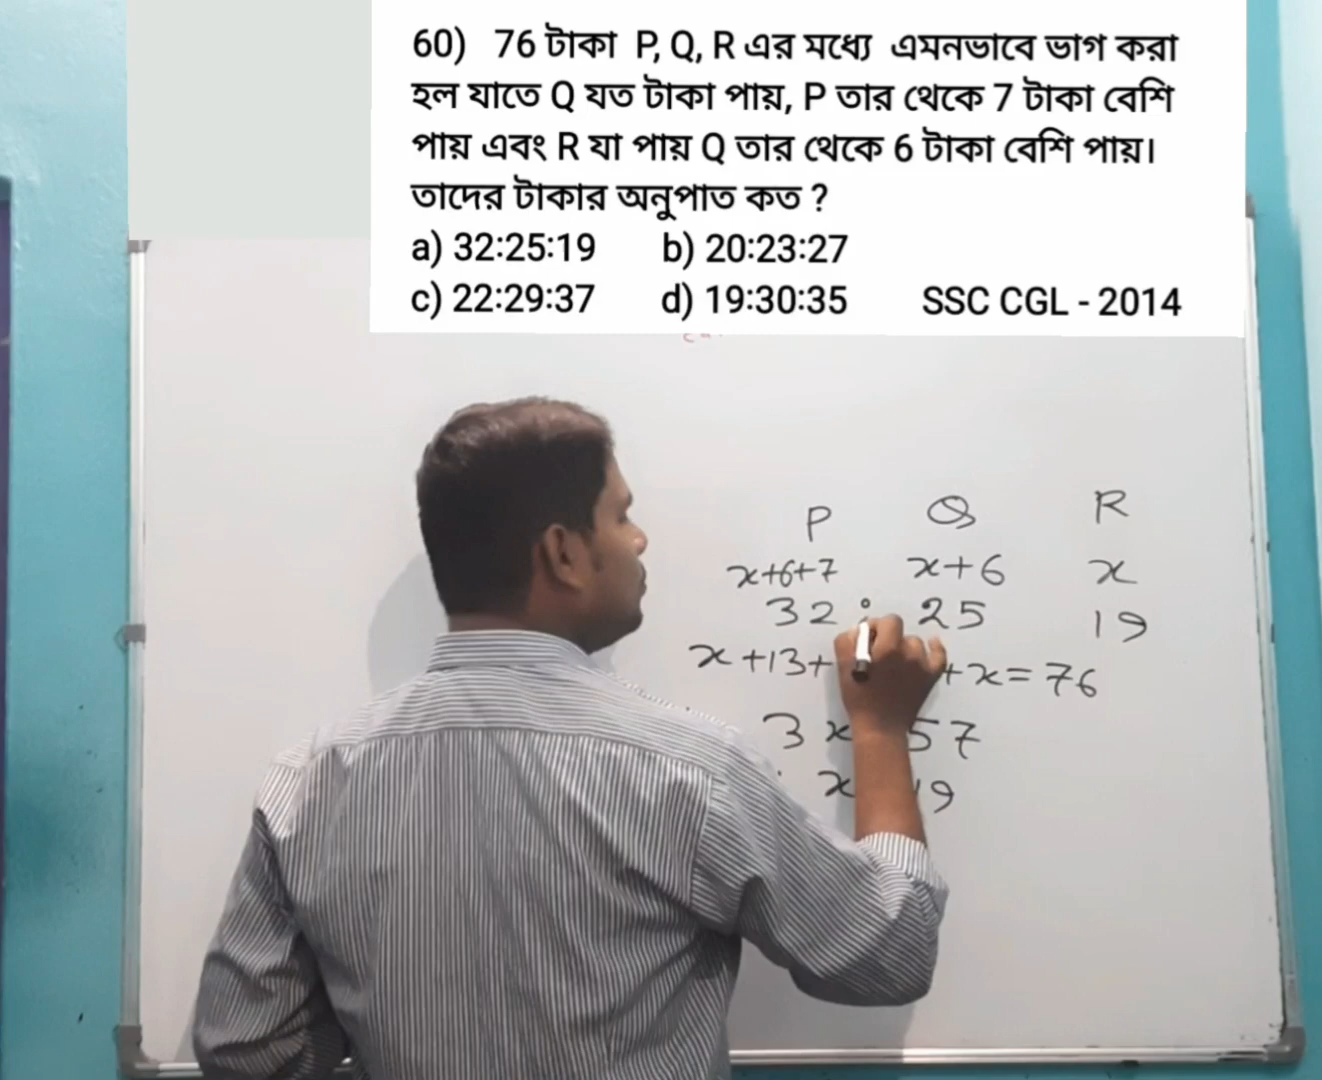 60) 76 টাকা P, Q, R এর মধ্যে এমনভাবে ভাগ করা
হল যাতে Q যত টাকা পায়, P তার থেকে 7 টাকা বেশি
পায় এবং R যা পায় Q তার থেকে 6 টাকা বেশি পায়।
তাদের টাকার অনুপাত কত ?
a) 32:25:19 b) 20:23:27
c) 22:29:37 d) 19:30:35 SSC CGL - 2014
P Q R
x+6+7 x+6 x
32 : 25 19
x+13+ +x=76
3x 57
x 19